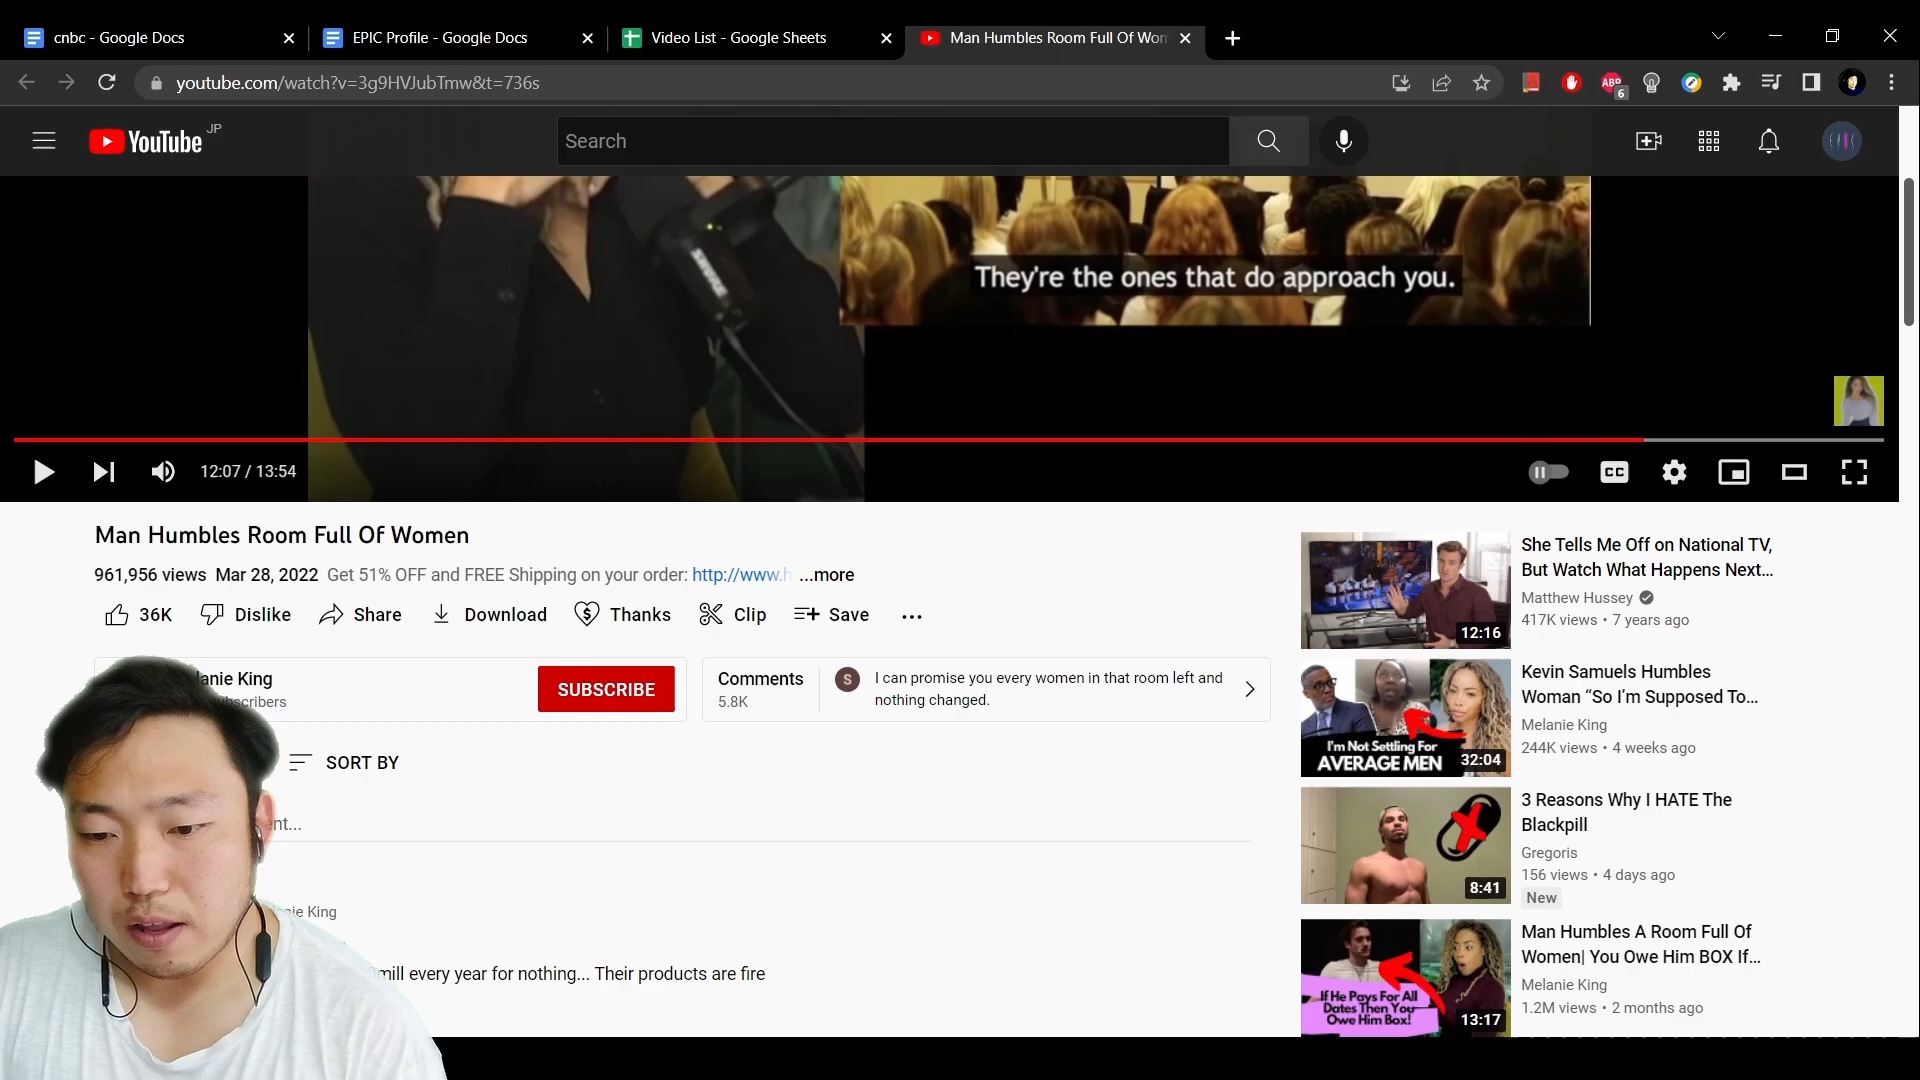 cnbc - Google Docs
EPIC Profile - Google Docs
Video List - Google Sheets
Man Humbles Room Full Of Wom
youtube.com/watch?v=3g9HVJubTmw&t=736s
ABP
6
YouTube JP
Search
SHURE
They're the ones that do approach you.
12:07 / 13:54
CC
Man Humbles Room Full Of Women
961,956 views Mar 28, 2022 Get 51% OFF and FREE Shipping on your order: http://www.h ...more
36K Dislike Share Download Thanks Clip Save ...
lanie King
bscribers
SUBSCRIBE
Comments
5.8K
S
I can promise you every women in that room left and
nothing changed.
SORT BY
ent...
nie King
mill every year for nothing... Their products are fire
She Tells Me Off on National TV,
But Watch What Happens Next...
Matthew Hussey
417K views • 7 years ago
12:16
Kevin Samuels Humbles
Woman “So I’m Supposed To...
Melanie King
244K views • 4 weeks ago
I'm Not Settling For
AVERAGE MEN
32:04
3 Reasons Why I HATE The
Blackpill
Gregoris
156 views • 4 days ago
New
8:41
Man Humbles A Room Full Of
Women| You Owe Him BOX If...
Melanie King
1.2M views • 2 months ago
If He Pays For All
Dates Then You
Owe Him Box!
13:17